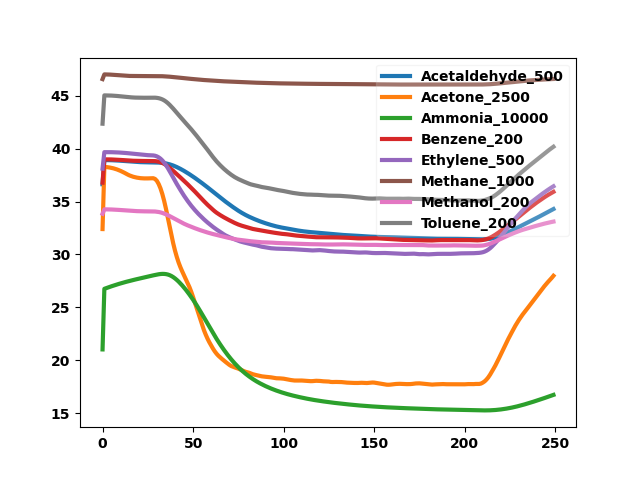 Acetaldehyde_500
Acetone_2500
Ammonia_10000
Benzene_200
Ethylene_500
Methane_1000
Methanol_200
Toluene_200
45
40
35
30
25
20
15
0 50 100 150 200 250